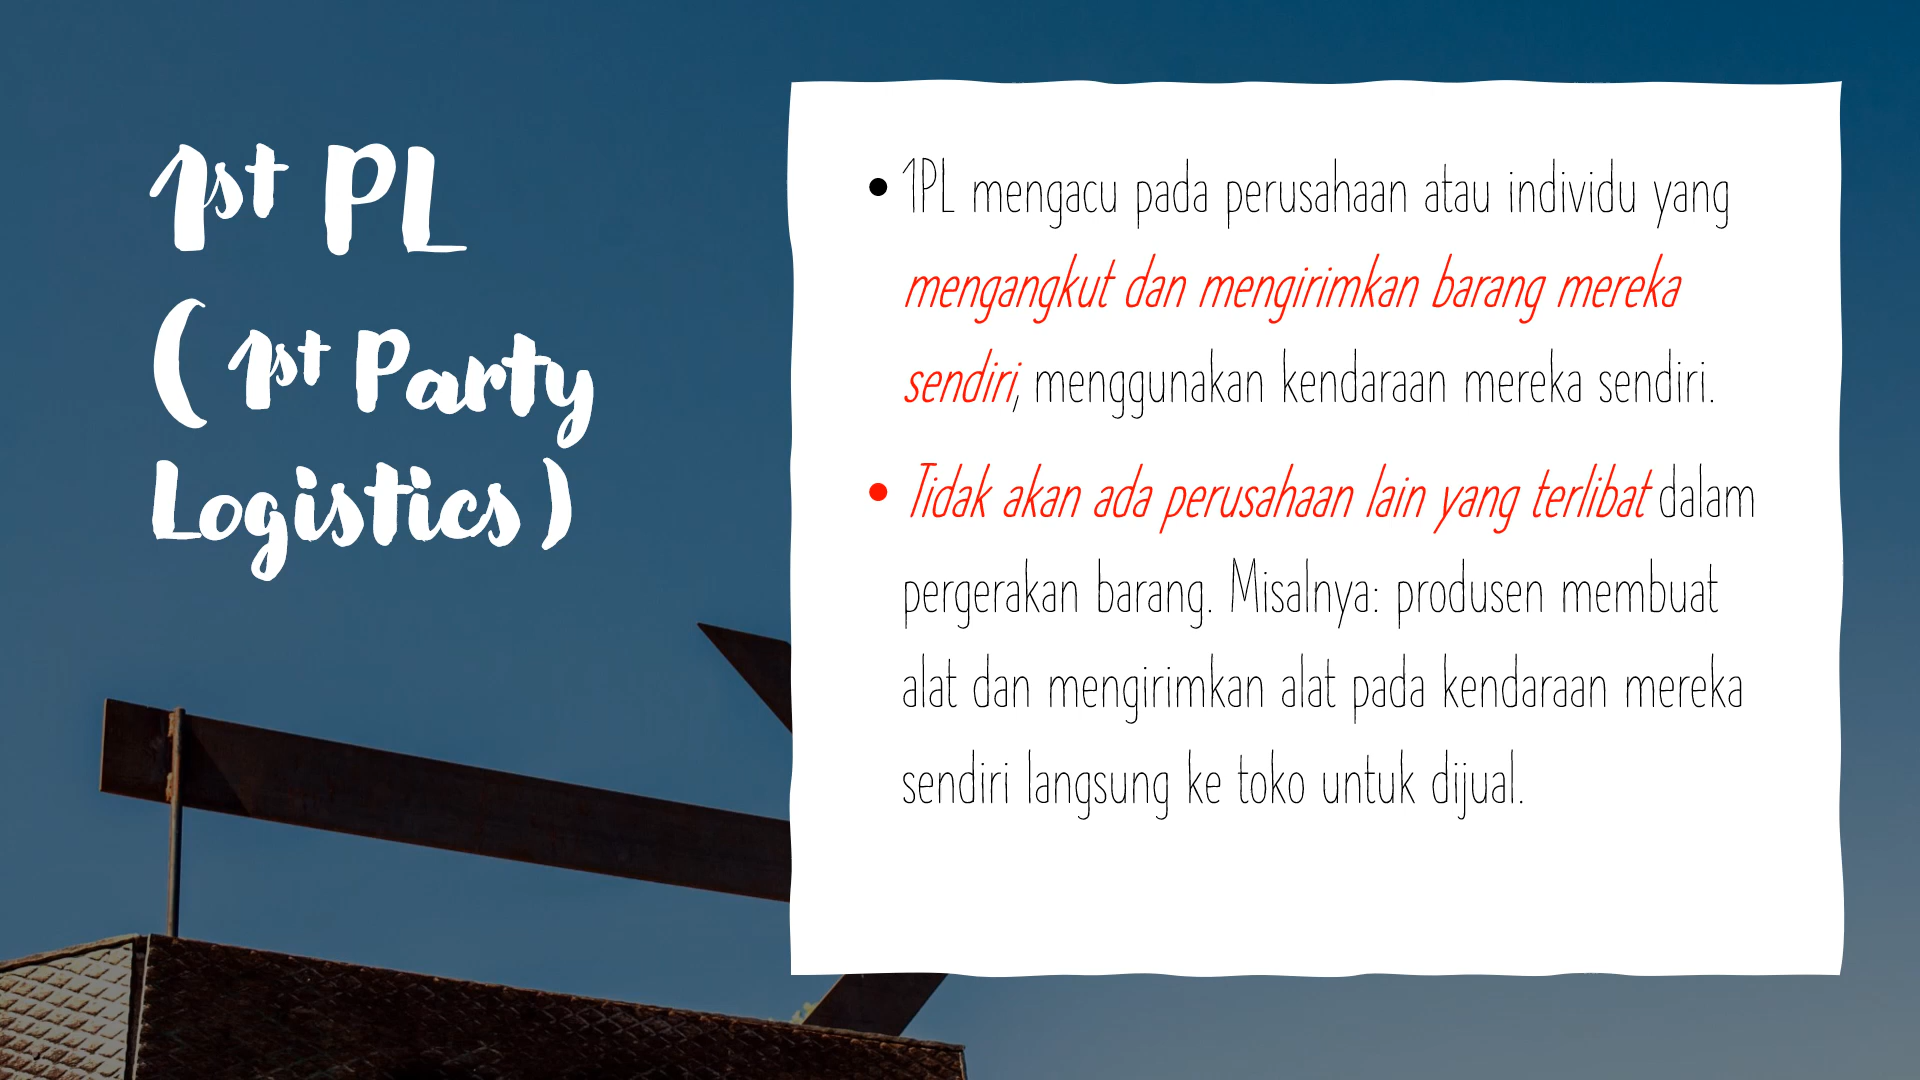 1st PL
( 1st Party
Logistics)
• 1PL mengacu pada perusahaan atau individu yang
mengangkut dan mengirimkan barang mereka
sendiri, menggunakan kendaraan mereka sendiri.
• Tidak akan ada perusahaan lain yang terlibat dalam
pergerakan barang. Misalnya: produsen membuat
alat dan mengirimkan alat pada kendaraan mereka
sendiri langsung ke toko untuk dijual.